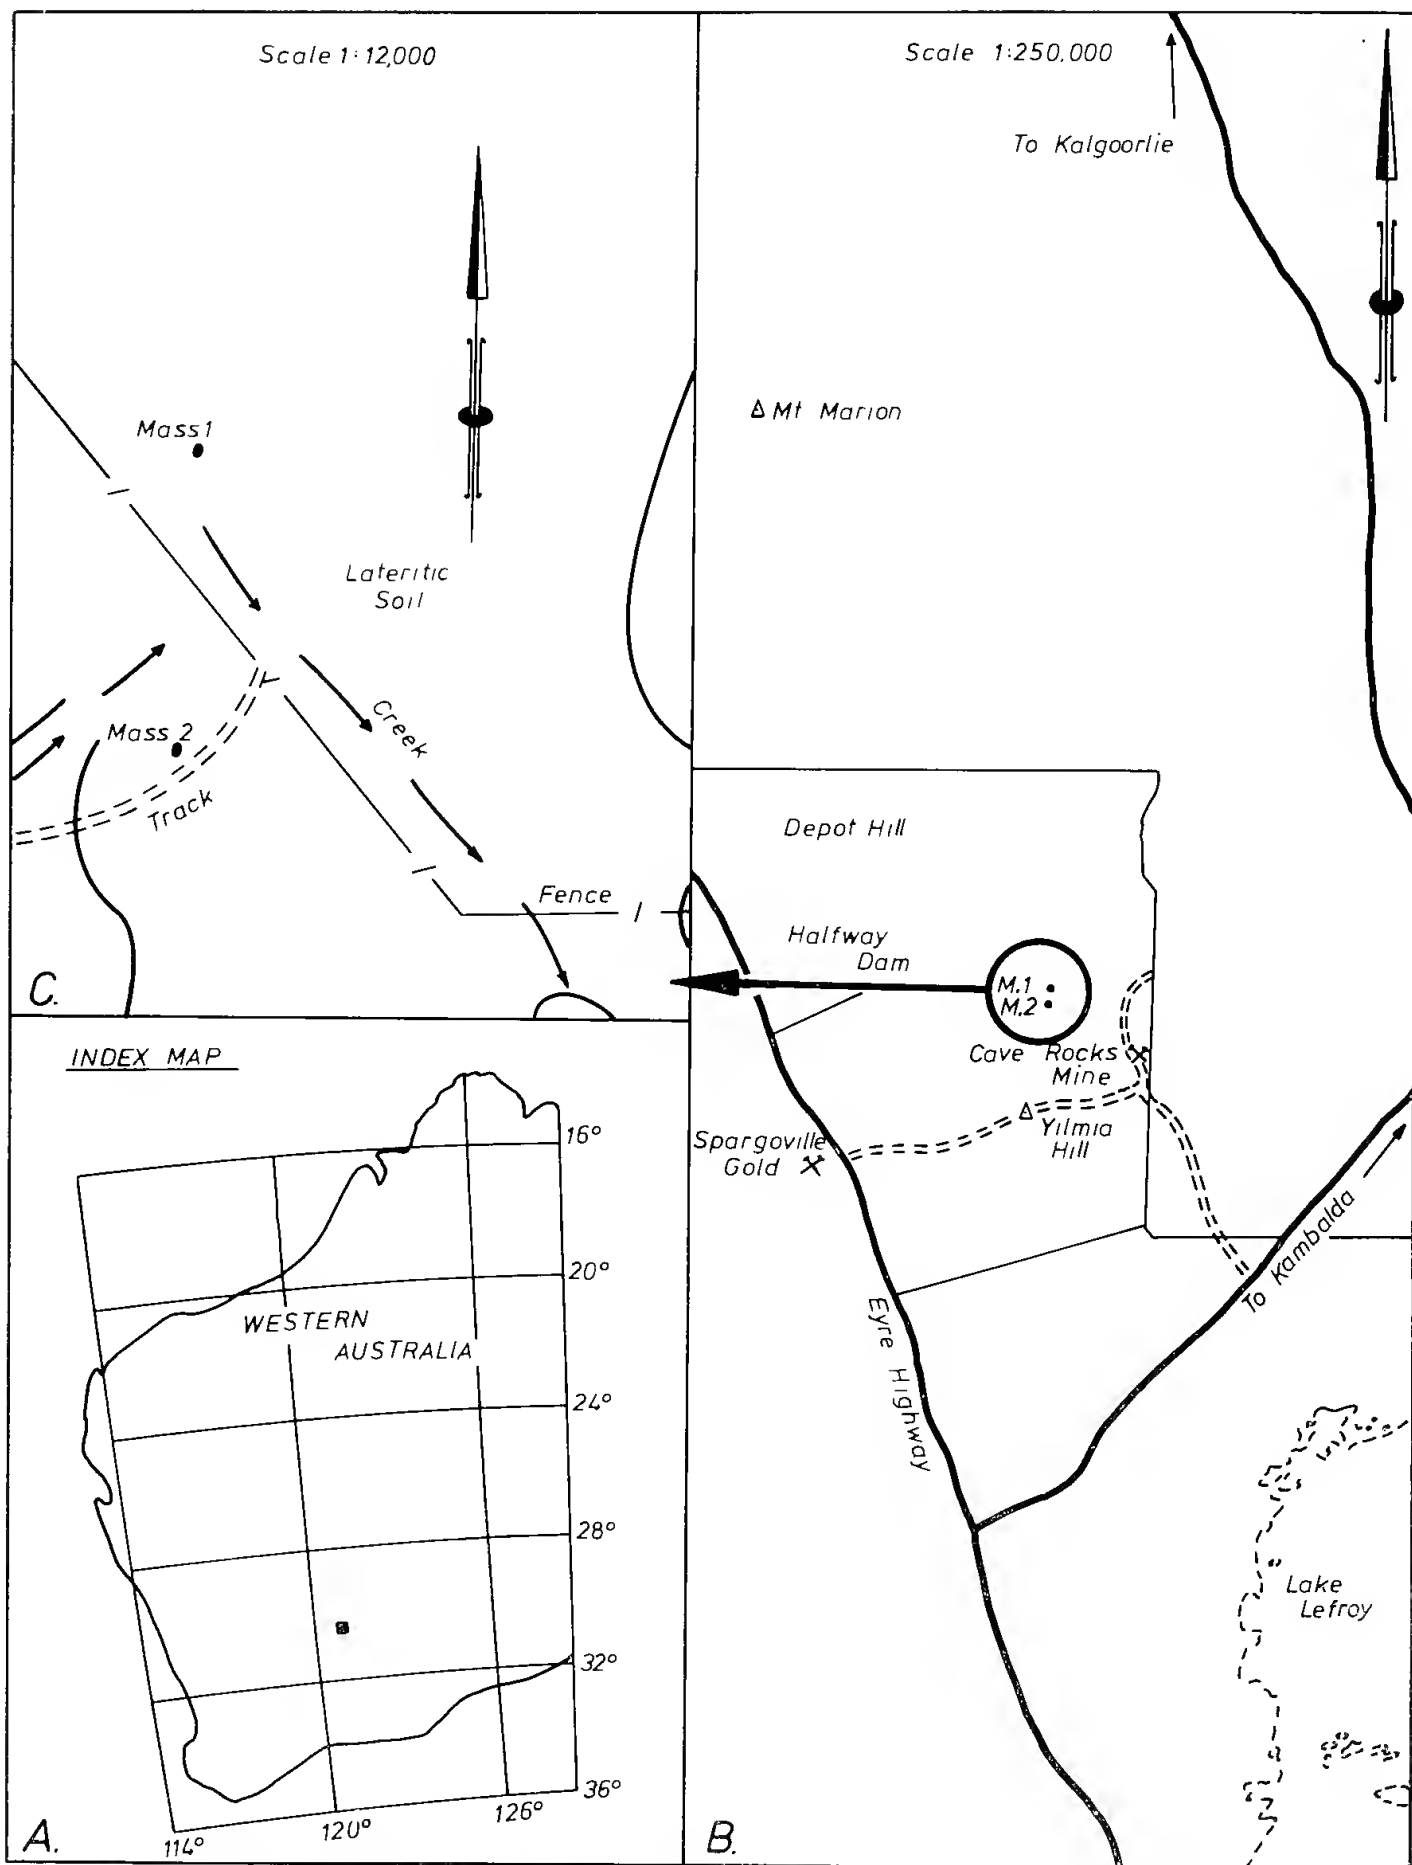 Scale 1:12,000
Mass 1
Lateritic
Soil
Creek
Mass 2
Track
Fence
C.
INDEX MAP
16°
20°
WESTERN
AUSTRALIA
24°
28°
32°
36°
126°
120°
114°
A.
Scale 1:250,000
To Kalgoorlie
Mt Marion
Depot Hill
Halfway
Dam
M.1
M.2
Cave Rocks
Mine
Yilmia
Hill
Spargoville
Gold
To Kambalda
Eyre Highway
Lake
Lefroy
B.